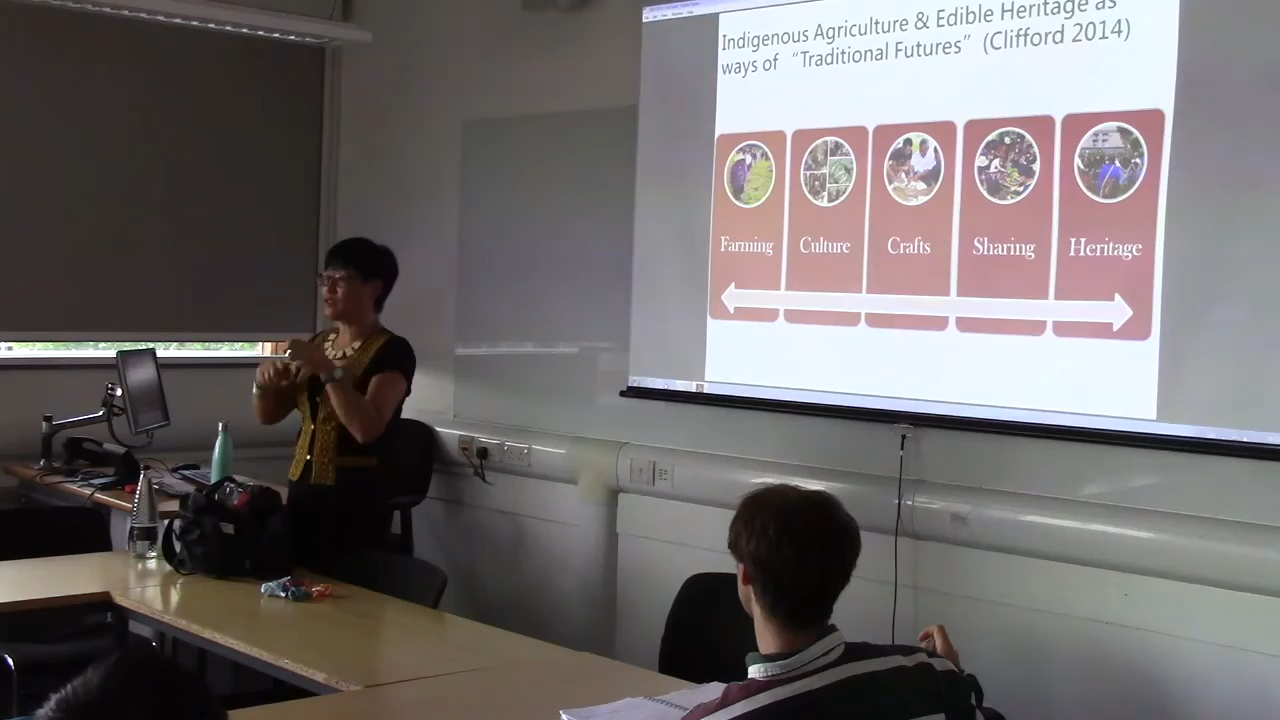 Indigenous Agriculture & Edible Heritage as
ways of “Traditional Futures” (Clifford 2014)
Farming
Culture
Crafts
Sharing
Heritage